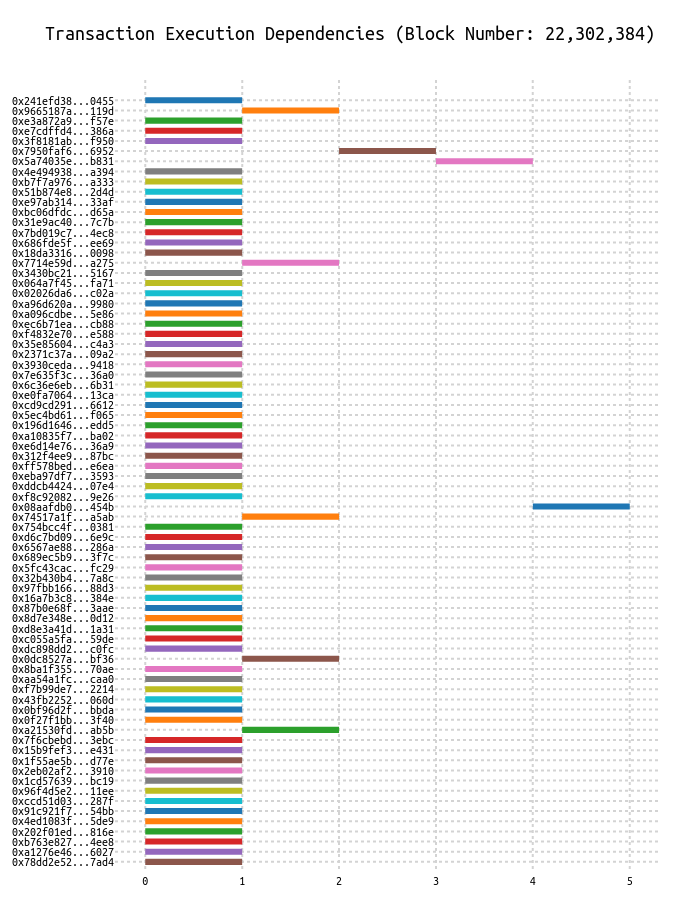 Transaction Execution Dependencies (Block Number: 22,302,384)
0x241efd38...0455
0x9665187a...119d
0xe3a872a9...f57e
0xe7cdffd4...386a
0x3f8181ab...f950
0x7950faf6...6952
0x5a74035e...b831
0x4e494938...a394
0xb7f7a976...a333
0x51b874e8...2d4d
0xe97ab314...33af
0xbc06dfdc...d65a
0x31e9ac40...7c7b
0x7bd019c7...4ec8
0x686fde5f...ee69
0x18da3316...0098
0x7714e59d...a275
0x3430bc21...5167
0x064a7f45...fa71
0x02026da6...c02a
0xa96d620a...9980
0xa096cdbe...5e86
0xec6b71ea...cb88
0xf4832e70...e588
0x35e85604...c4a3
0x2371c37a...09a2
0x3930ceda...9418
0x7e635f3c...36a0
0x6c36e6eb...6b31
0xe0fa7064...13ca
0xcd9cd291...6612
0x5ec4bd61...f065
0x196d1646...edd5
0xa10835f7...ba02
0xe6d14e76...36a9
0x312f4ee9...87bc
0xff578bed...e6ea
0xeba97df7...3593
0xddcb4424...07e4
0xf8c92082...9e26
0x08aafdb0...454b
0x74517a1f...a5ab
0x754bcc4f...0381
0xd6c7bd09...6e9c
0x6567ae88...286a
0x689ec5b9...3f7c
0x5fc43cac...fc29
0x32b430b4...7a8c
0x97fbb166...88d3
0x16a7b3c8...384e
0x87b0e68f...3aae
0x8d7e348e...0d12
0xd8e3a41d...1a31
0xc055a5fa...59de
0xdc898dd2...c0fc
0x0dc8527a...bf36
0x8ba1f355...70ae
0xaa54a1fc...caa0
0xf7b99de7...2214
0x43fb2252...060d
0x0bf96d2f...bbda
0x0f27f1bb...3f40
0xa21530fd...ab5b
0x7f6cbebd...3ebc
0x15b9fef3...e431
0x1f55ae5b...d77e
0x2eb02af2...3910
0x1cd57639...bc19
0x96f4d5e2...11ee
0xccd51d03...287f
0x91c921f7...54bb
0x4ed1083f...5de9
0x202f01ed...816e
0xb763e827...4ee8
0xa1276e46...6027
0x78dd2e52...7ad4
0 1 2 3 4 5